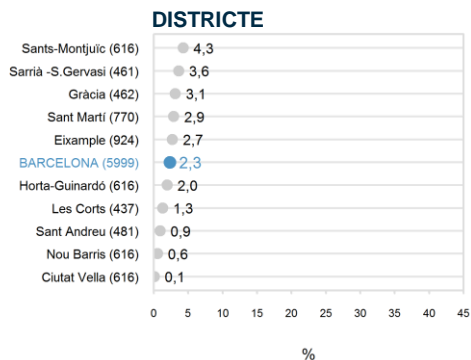 DISTRICTE
Sants-Montjuïc (616) 4,3
Sarrià -S.Gervasi (461) 3,6
Gràcia (462) 3,1
Sant Martí (770) 2,9
Eixample (924) 2,7
BARCELONA (5999) 2,3
Horta-Guinardó (616) 2,0
Les Corts (437) 1,3
Sant Andreu (481) 0,9
Nou Barris (616) 0,6
Ciutat Vella (616) 0,1
0 5 10 15 20 25 30 35 40 45
%